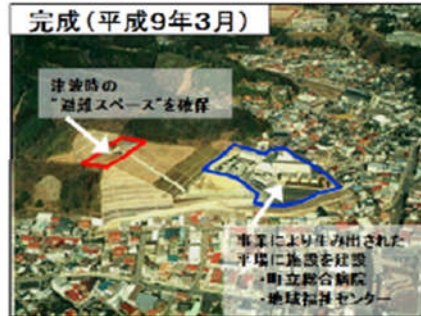 完成(平成9年3月)
津波時の
"避難スペース"を確保
事業により生み出された
平場に施設を建設
・町立総合病院
・地域福祉センター